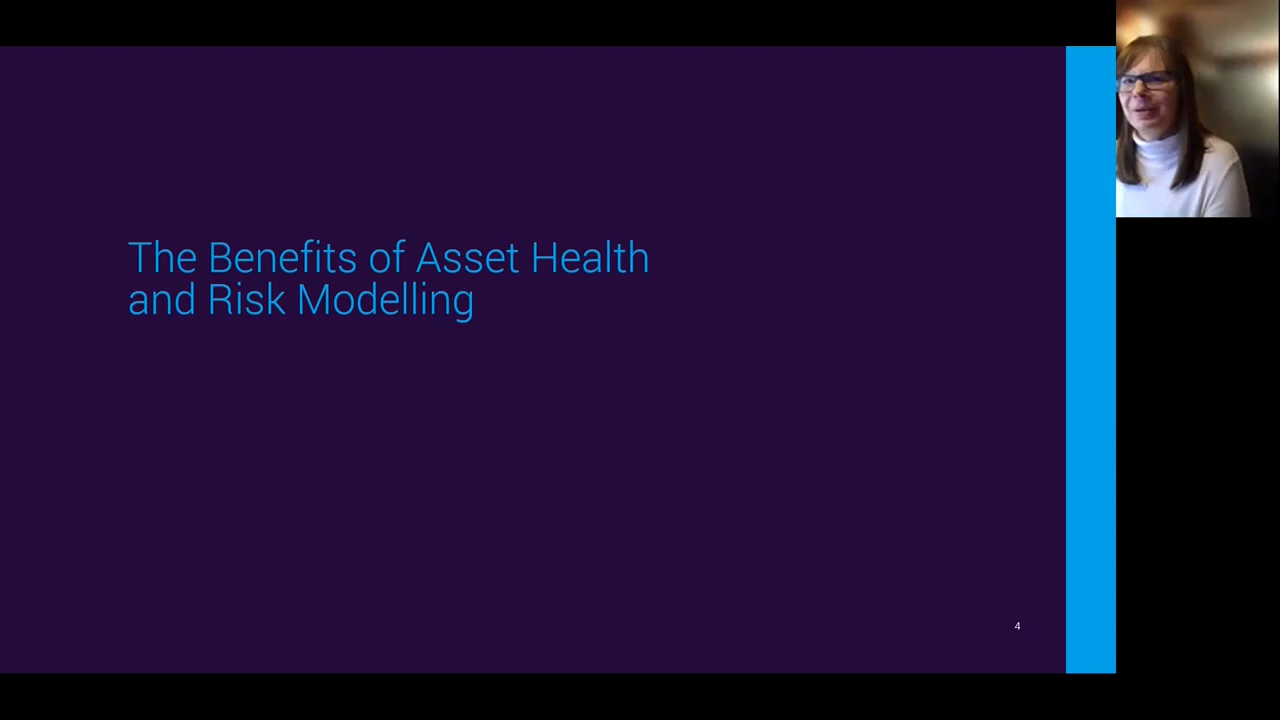 The Benefits of Asset Health
and Risk Modelling
4